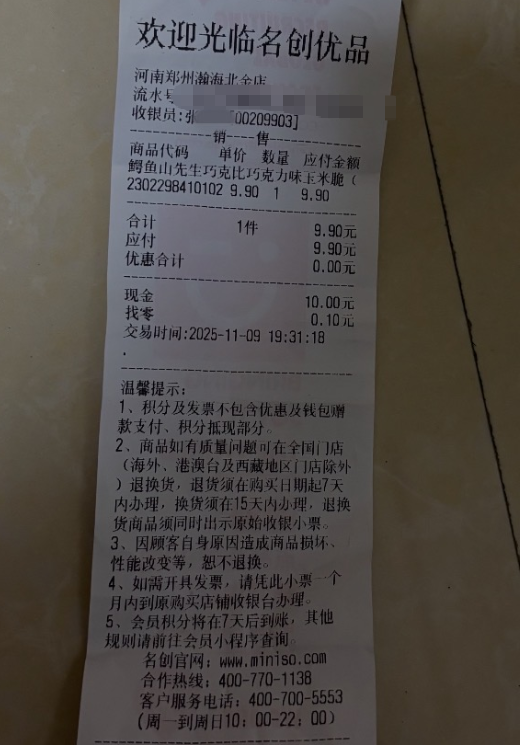 欢迎光临名创优品
河南郑州瀚海北金店
流水号
收银员:张 [00209903]
销 售
商品代码 单价 数量 应付金额
鳄鱼山先生巧克比巧克力味玉米脆(
2302298410102 9.90 1 9.90
合计 1件 9.90元
应付 9.90元
优惠合计 0.00元
现金 10.00元
找零 0.10元
交易时间:2025-11-09 19:31:18
.
温馨提示:
1、积分及发票不包含优惠及钱包赠
款支付、积分抵现部分。
2、商品如有质量问题可在全国门店
(海外、港澳台及西藏地区门店除外
)退换货,退货须在购买日期起7天
内办理,换货须在15天内办理,退换
货商品须同时出示原始收银小票。
3、因顾客自身原因造成商品损坏、
性能改变等,恕不退换。
4、如需开具发票,请凭此小票一个
月内到原购买店铺收银台办理。
5、会员积分将在7天后到账,其他
规则请前往会员小程序查询。
名创官网:www.miniso.com
合作热线:400-770-1138
客户服务电话:400-700-5553
(周一到周日10:00-22:00)